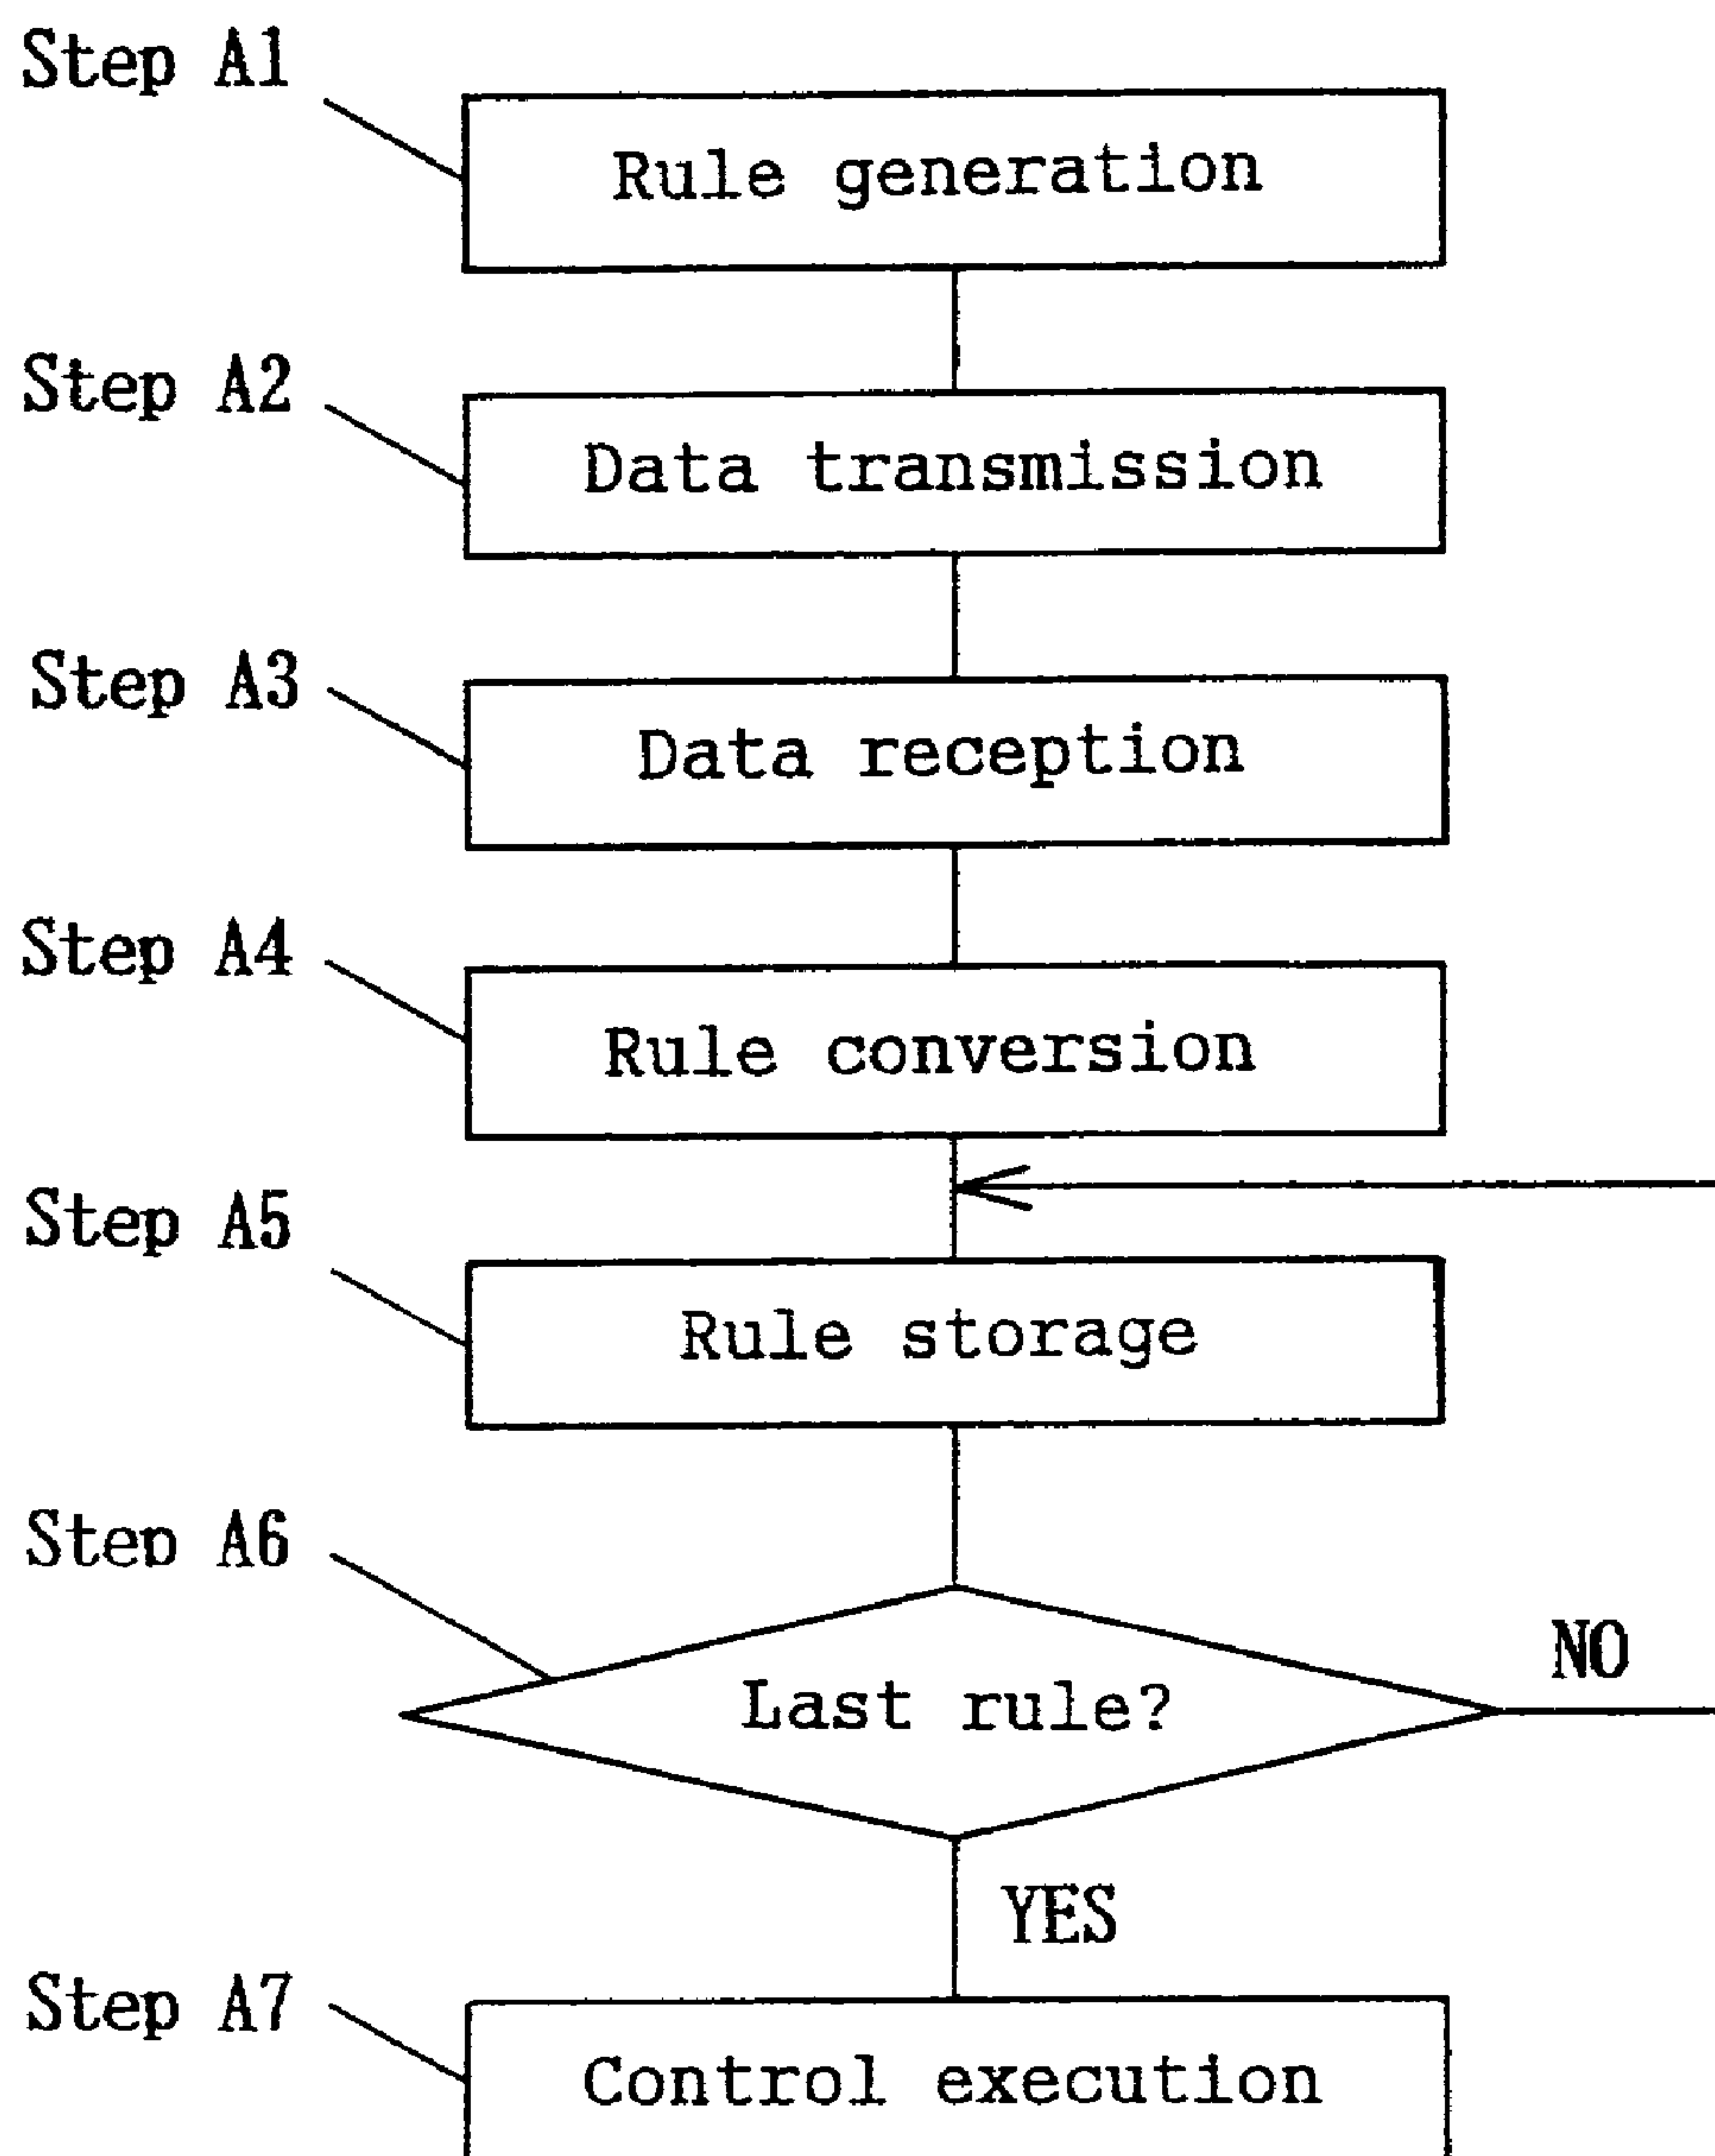 Step A1
Rule generation
Step A2
Data transmission
Step A3
Data reception
Step A4
Rule conversion
Step A5
Rule storage
Step A6
Last rule?
NO
YES
Step A7
Control execution